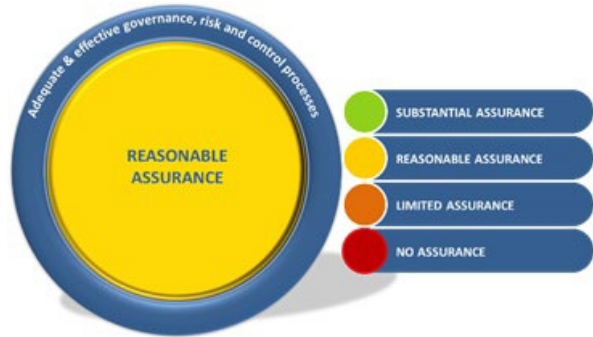 Adequate & effective governance, risk and control processes
REASONABLE
ASSURANCE
SUBSTANTIAL ASSURANCE
REASONABLE ASSURANCE
LIMITED ASSURANCE
NO ASSURANCE